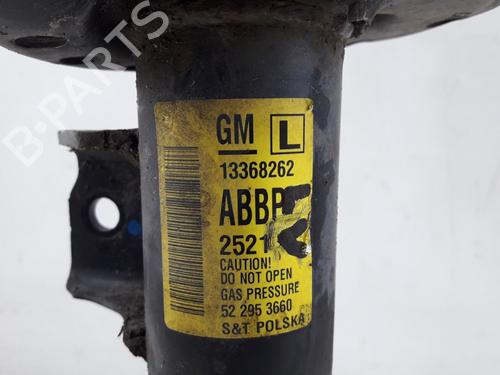 B-PARTS
GM L
13368262
ABBP
2521
CAUTION!
DO NOT OPEN
GAS PRESSURE
52 295 3660
S&T POLSKA